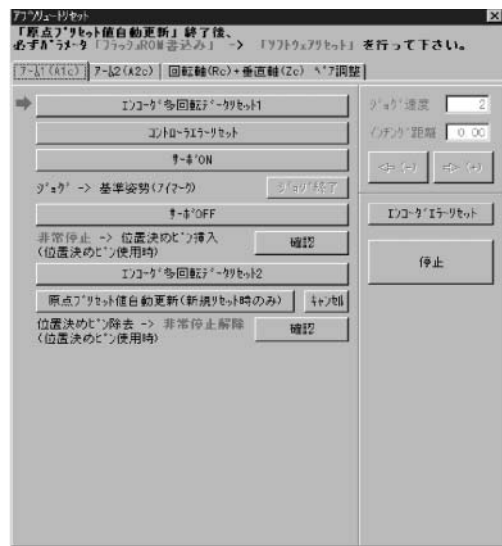 アブソリュートリセット
「原点プリセット値自動更新」終了後、
必ずパラメータ「フラッシュROM書込み」 -> 「ソフトウェアリセット」 を行って下さい。
アーム1(A1c) アーム2(A2c) 回転軸(Rc)+垂直軸(Zc) ペア調整
エンコーダ多回転データリセット1
コントローラエラーリセット
サーボON
ジョグ -> 基準姿勢(アイマーク) ジョグ終了
サーボOFF
非常停止 -> 位置決めピン挿入
(位置決めピン使用時) 確認
エンコーダ多回転データリセット2
原点プリセット値自動更新(新規リセット時のみ) キャンセル
位置決めピン除去 -> 非常停止解除
(位置決めピン使用時) 確認
ジョグ速度 2
インチング距離 0.00
<=(-) =>(+)
エンコーダエラーリセット
停止